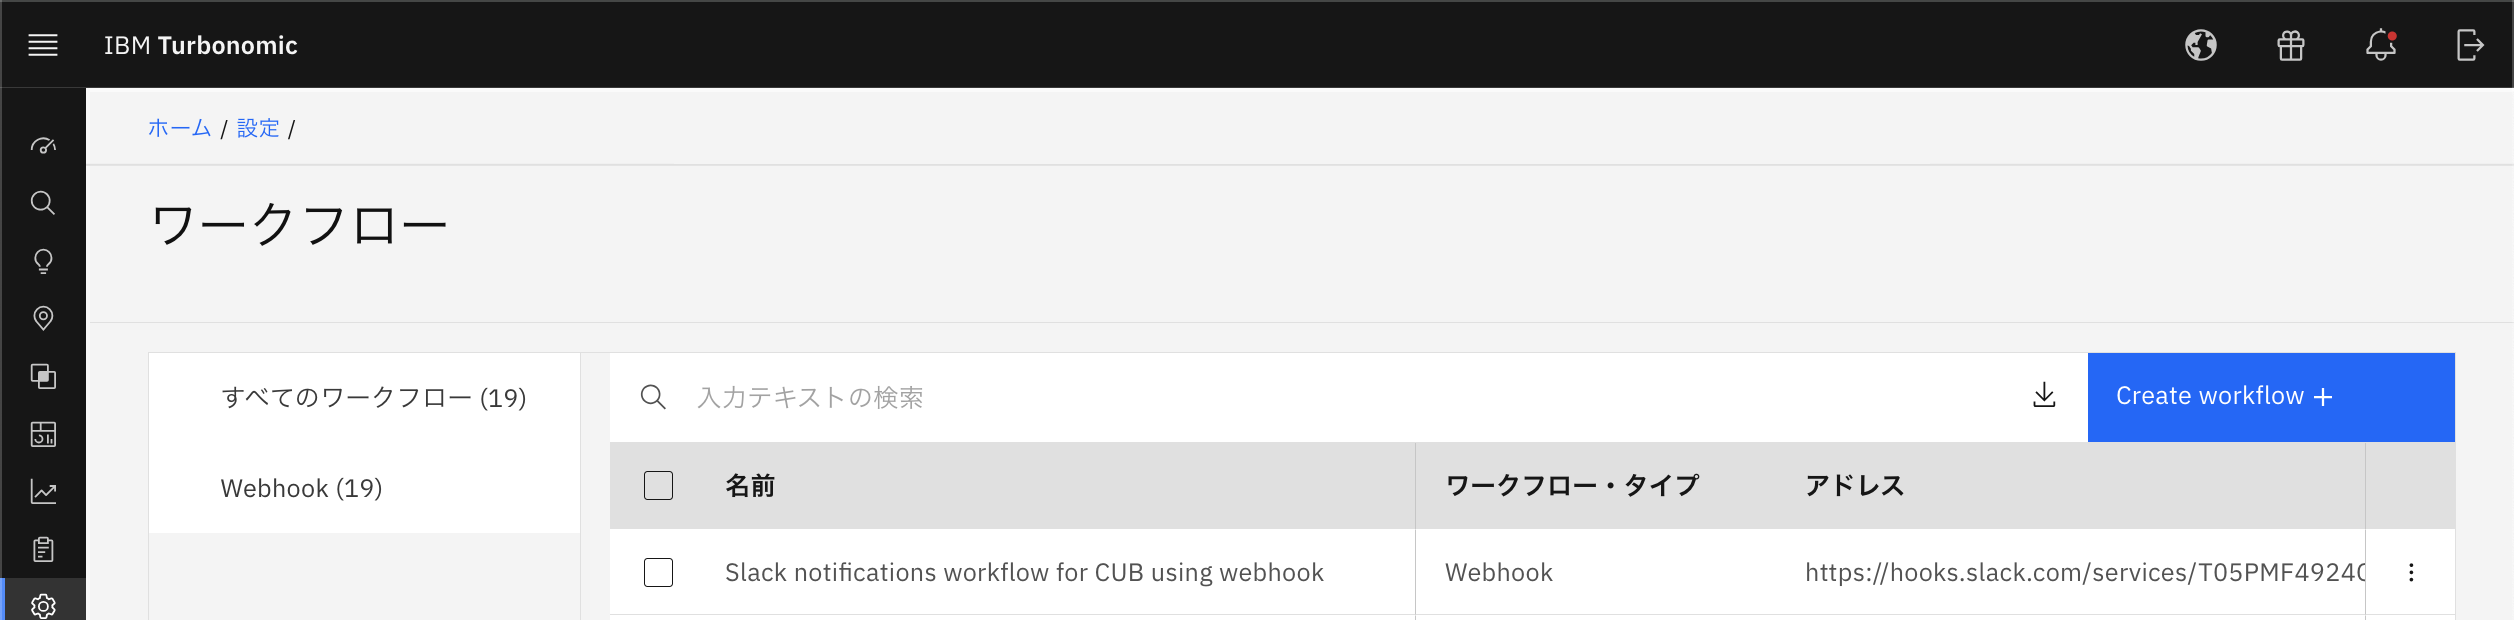 IBM Turbonomic
ホーム / 設定 /
ワークフロー
すべてのワークフロー (19)
Webhook (19)
入力テキストの検索
Create workflow +
名前 ワークフロー・タイプ アドレス
Slack notifications workflow for CUB using webhook Webhook https://hooks.slack.com/services/T05PMF4924